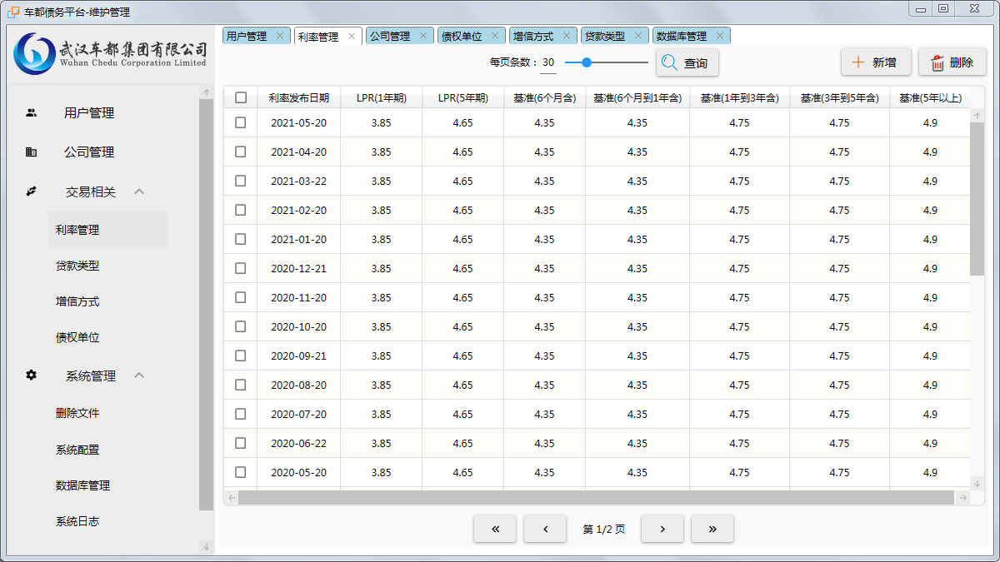 车都债务平台-维护管理
武汉车都集团有限公司
Wuhan Chedu Corporation Limited
用户管理
公司管理
交易相关
利率管理
贷款类型
增信方式
债权单位
系统管理
删除文件
系统配置
数据库管理
系统日志
用户管理 利率管理 公司管理 债权单位 增信方式 贷款类型 数据库管理
每页条数： 30 查询 新增 删除
利率发布日期 LPR(1年期) LPR(5年期) 基准(6个月含) 基准(6个月到1年含) 基准(1年到3年含) 基准(3年到5年含) 基准(5年以上)
2021-05-20 3.85 4.65 4.35 4.35 4.75 4.75 4.9
2021-04-20 3.85 4.65 4.35 4.35 4.75 4.75 4.9
2021-03-22 3.85 4.65 4.35 4.35 4.75 4.75 4.9
2021-02-20 3.85 4.65 4.35 4.35 4.75 4.75 4.9
2021-01-20 3.85 4.65 4.35 4.35 4.75 4.75 4.9
2020-12-21 3.85 4.65 4.35 4.35 4.75 4.75 4.9
2020-11-20 3.85 4.65 4.35 4.35 4.75 4.75 4.9
2020-10-20 3.85 4.65 4.35 4.35 4.75 4.75 4.9
2020-09-21 3.85 4.65 4.35 4.35 4.75 4.75 4.9
2020-08-20 3.85 4.65 4.35 4.35 4.75 4.75 4.9
2020-07-20 3.85 4.65 4.35 4.35 4.75 4.75 4.9
2020-06-22 3.85 4.65 4.35 4.35 4.75 4.75 4.9
2020-05-20 3.85 4.65 4.35 4.35 4.75 4.75 4.9
« ‹ 第 1/2 页 › »